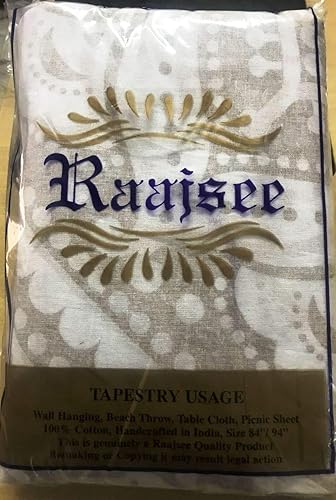 Raajsee
TAPESTRY USAGE
Wall Hanging, Beach Throw, Table Cloth, Picnic Sheet
100% Cotton, Handcrafted in India, Size 84"/ 94"
This is genuinely a Raajsee Quality Product
Remaking or Copying it may result legal action